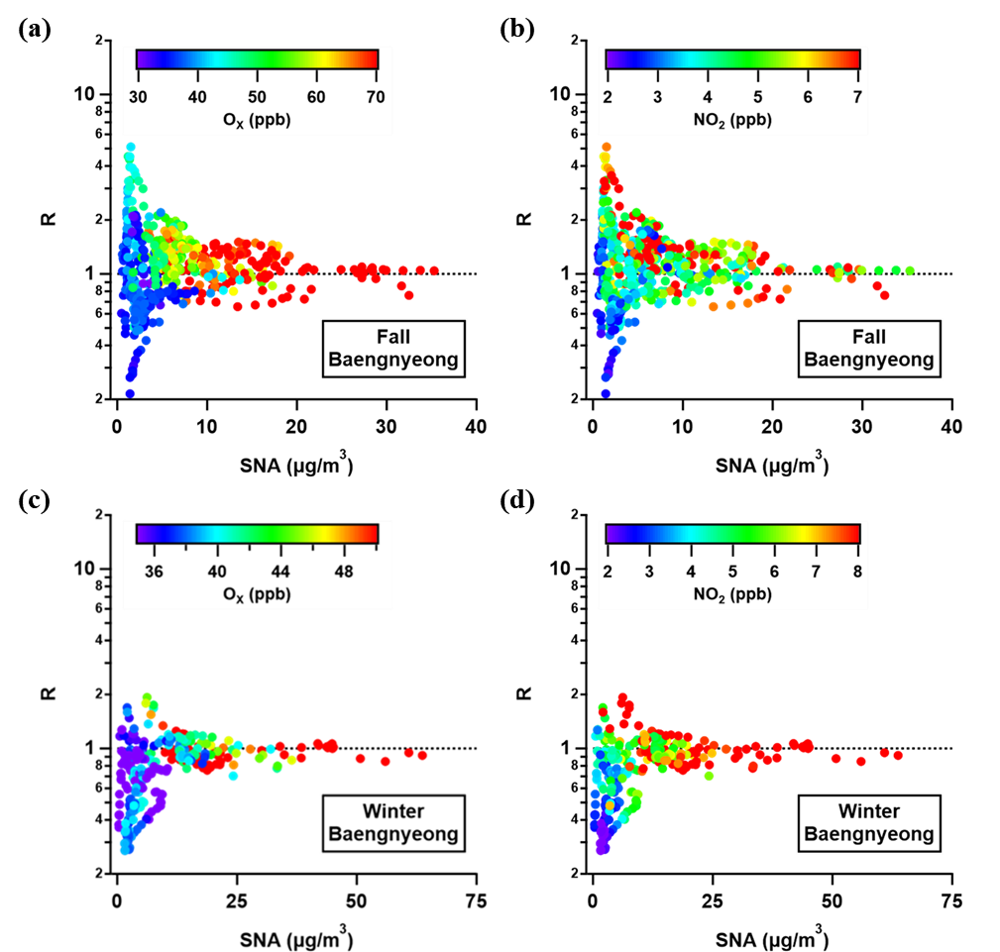 (a)
(b)
2
10
8
6
4
2
1
8
6
4
2
R
30 40 50 60 70
OX (ppb)
Fall
Baengnyeong
0 10 20 30 40
SNA (µg/m3)
2
10
8
6
4
2
1
8
6
4
2
R
2 3 4 5 6 7
NO2 (ppb)
Fall
Baengnyeong
0 10 20 30 40
SNA (µg/m3)
(c)
(d)
2
10
8
6
4
2
1
8
6
4
2
R
36 40 44 48
OX (ppb)
Winter
Baengnyeong
0 25 50 75
SNA (µg/m3)
2
10
8
6
4
2
1
8
6
4
2
R
2 3 4 5 6 7 8
NO2 (ppb)
Winter
Baengnyeong
0 25 50 75
SNA (µg/m3)